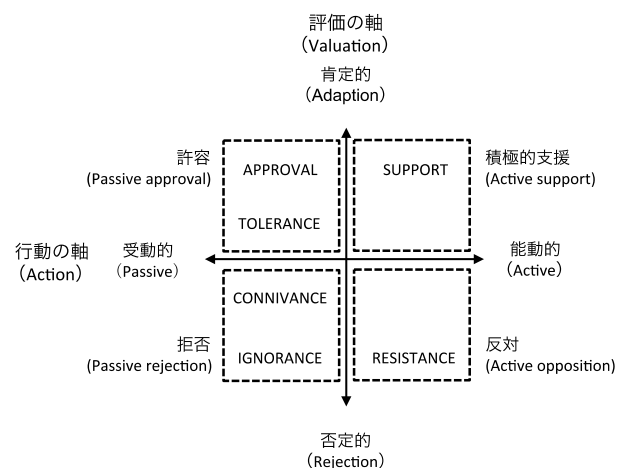 評価の軸
（Valuation）
肯定的
（Adaption）
許容
(Passive approval)
APPROVAL
TOLERANCE
SUPPORT
積極的支援
(Active support)
行動の軸
（Action）
受動的
（Passive）
能動的
（Active）
CONNIVANCE
IGNORANCE
拒否
(Passive rejection)
RESISTANCE
反対
(Active opposition)
否定的
（Rejection）